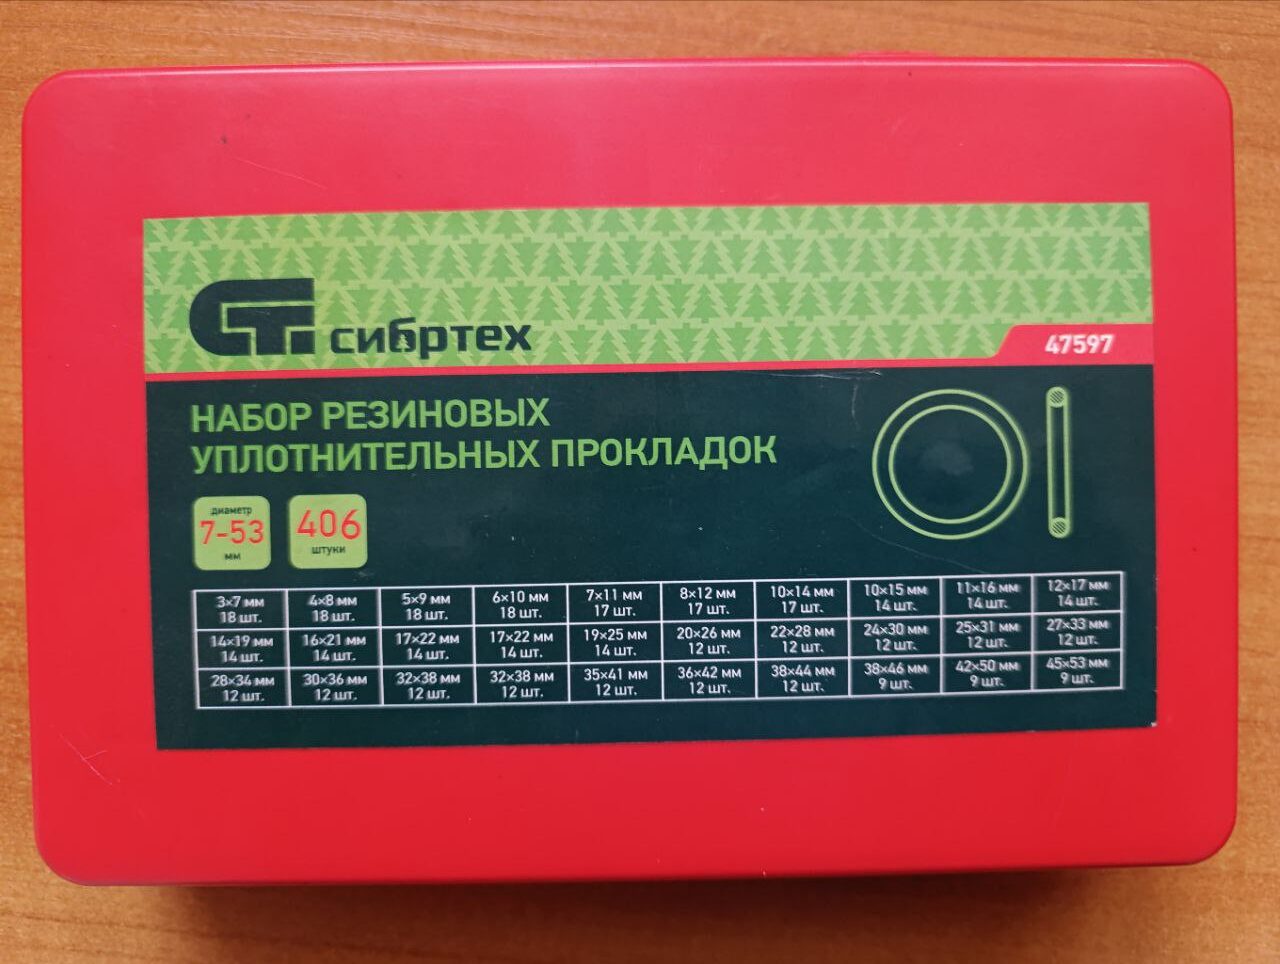 СТ сибртех
47597
НАБОР РЕЗИНОВЫХ
УПЛОТНИТЕЛЬНЫХ ПРОКЛАДОК
диаметр
7-53
мм
406
штуки
3×7 мм 4×8 мм 5×9 мм 6×10 мм 7×11 мм 8×12 мм 10×14 мм 10×15 мм 11×16 мм 12×17 мм
18 шт. 18 шт. 18 шт. 18 шт. 17 шт. 17 шт. 17 шт. 14 шт. 14 шт. 14 шт.
14×19 мм 16×21 мм 17×22 мм 17×22 мм 19×25 мм 20×26 мм 22×28 мм 24×30 мм 25×31 мм 27×33 мм
14 шт. 14 шт. 14 шт. 14 шт. 14 шт. 12 шт. 12 шт. 12 шт. 12 шт. 12 шт.
28×34 мм 30×36 мм 32×38 мм 32×38 мм 35×41 мм 36×42 мм 38×44 мм 38×46 мм 42×50 мм 45×53 мм
12 шт. 12 шт. 12 шт. 12 шт. 12 шт. 12 шт. 12 шт. 9 шт. 9 шт. 9 шт.